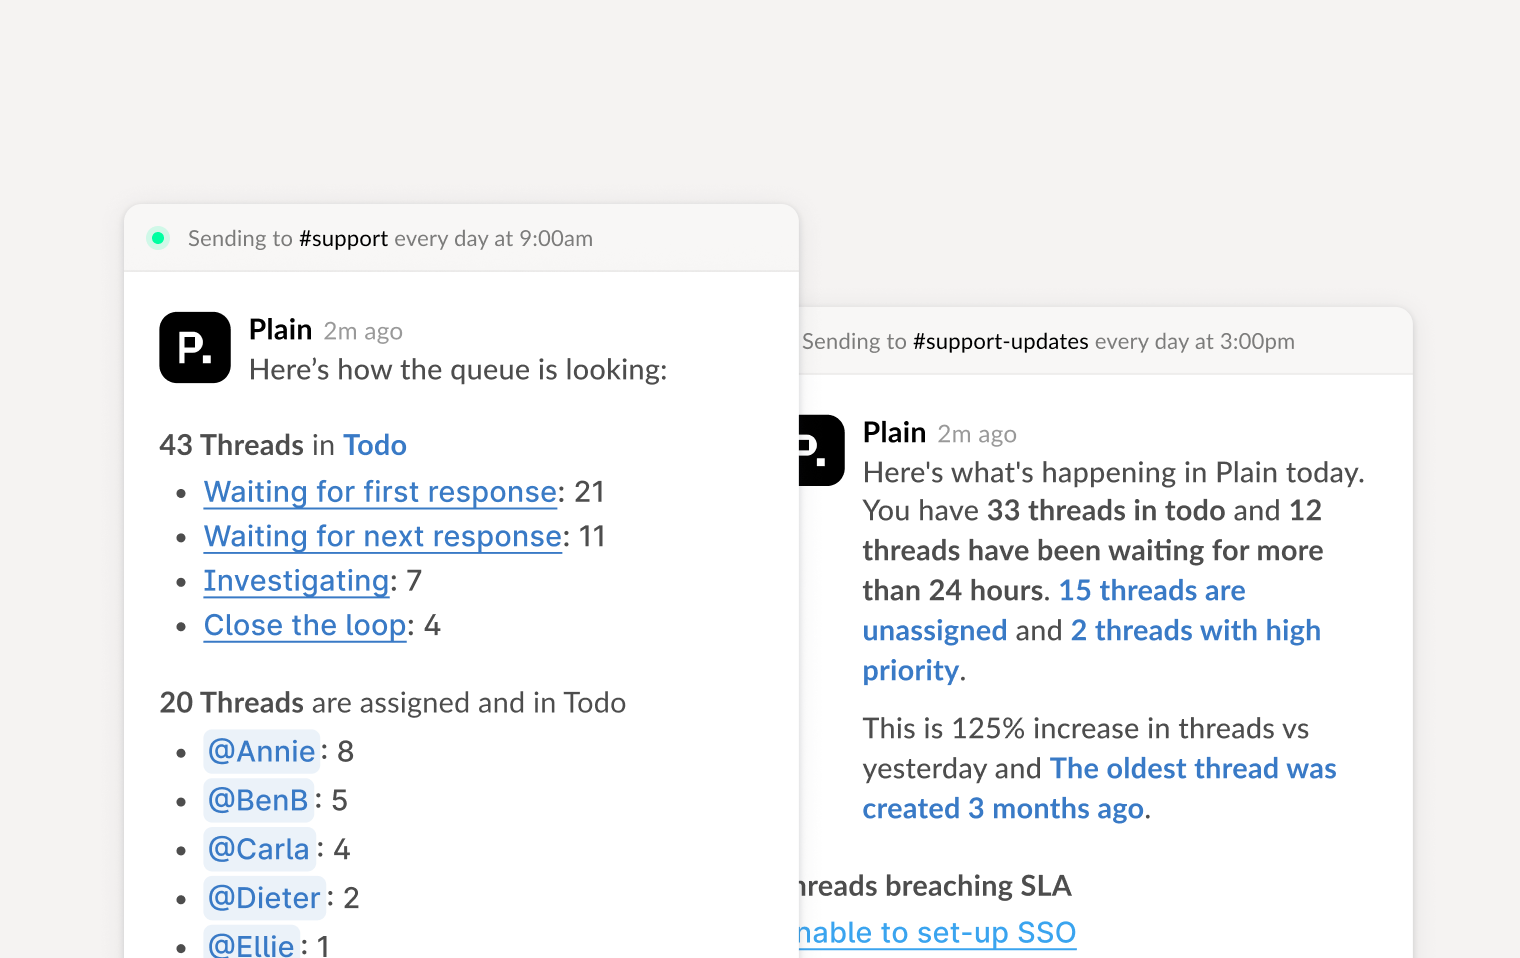 Sending to #support every day at 9:00am
P.
Plain 2m ago
Here’s how the queue is looking:
43 Threads in Todo
• Waiting for first response: 21
• Waiting for next response: 11
• Investigating: 7
• Close the loop: 4
20 Threads are assigned and in Todo
• @Annie: 8
• @BenB: 5
• @Carla: 4
• @Dieter: 2
• @Ellie: 1
Sending to #support-updates every day at 3:00pm
P.
Plain 2m ago
Here's what's happening in Plain today.
You have 33 threads in todo and 12
threads have been waiting for more
than 24 hours. 15 threads are
unassigned and 2 threads with high
priority.
This is 125% increase in threads vs
yesterday and The oldest thread was
created 3 months ago.
hreads breaching SLA
nable to set-up SSO